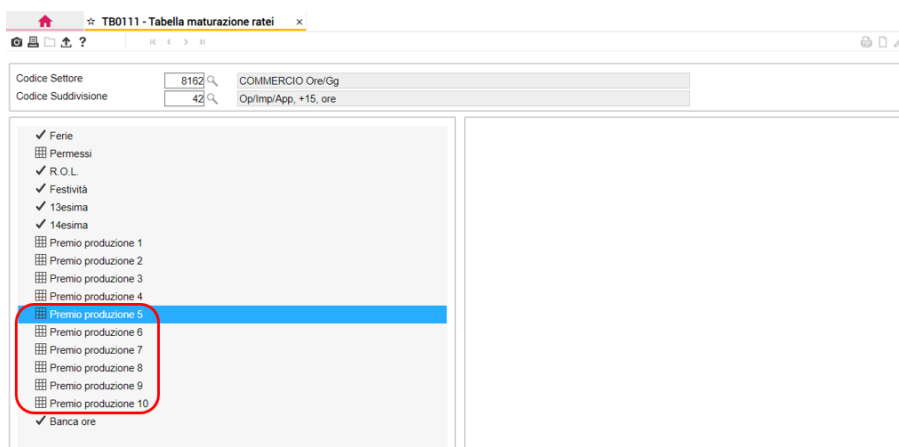 TB0111 - Tabella maturazione ratei ×
?
Codice Settore 8162 COMMERCIO Ore/Gg
Codice Suddivisione 42 Op/Imp/App, +15, ore
Ferie
Permessi
R.O.L.
Festività
13esima
14esima
Premio produzione 1
Premio produzione 2
Premio produzione 3
Premio produzione 4
Premio produzione 5
Premio produzione 6
Premio produzione 7
Premio produzione 8
Premio produzione 9
Premio produzione 10
Banca ore